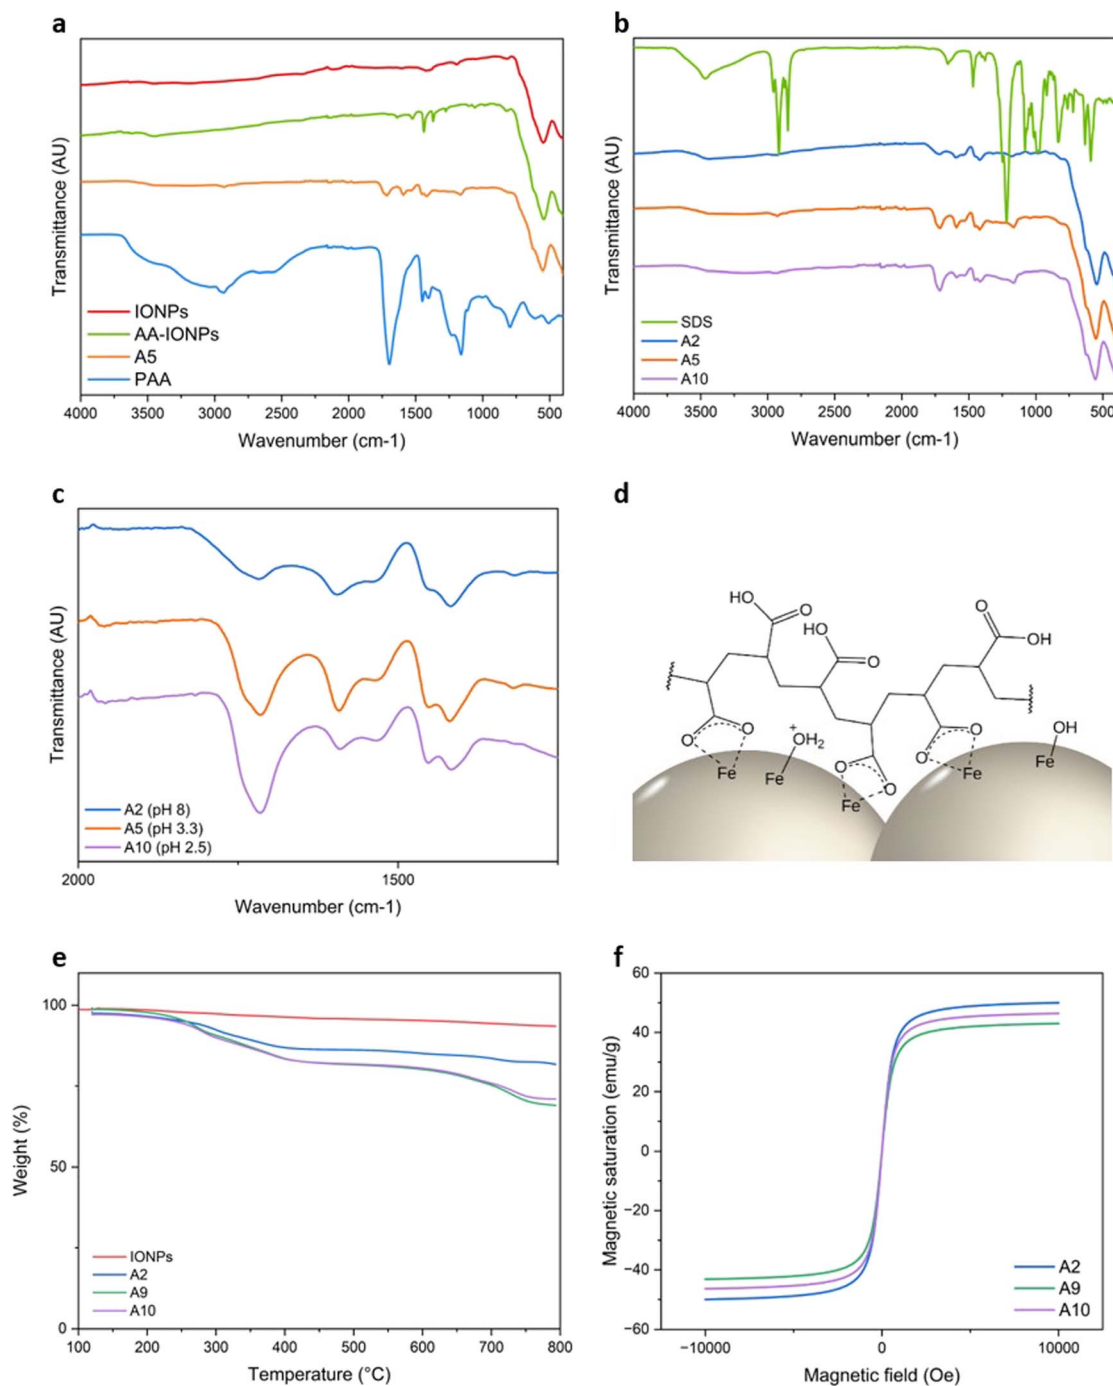 a
Transmittance (AU)
IONPs
AA-IONPs
A5
PAA
4000 3500 3000 2500 2000 1500 1000 500
Wavenumber (cm-1)
b
Transmittance (AU)
SDS
A2
A5
A10
4000 3500 3000 2500 2000 1500 1000 500
Wavenumber (cm-1)
c
Transmittance (AU)
A2 (pH 8)
A5 (pH 3.3)
A10 (pH 2.5)
2000 1500
Wavenumber (cm-1)
d
HO O
HO O
O OH
O O
Fe
+
OH2
Fe
O O
Fe
O O
Fe
OH
Fe
e
100
50
0
Weight (%)
IONPs
A2
A9
A10
100 200 300 400 500 600 700 800
Temperature (°C)
f
60
40
20
0
−20
−40
−60
Magnetic saturation (emu/g)
A2
A9
A10
−10000 0 10000
Magnetic field (Oe)